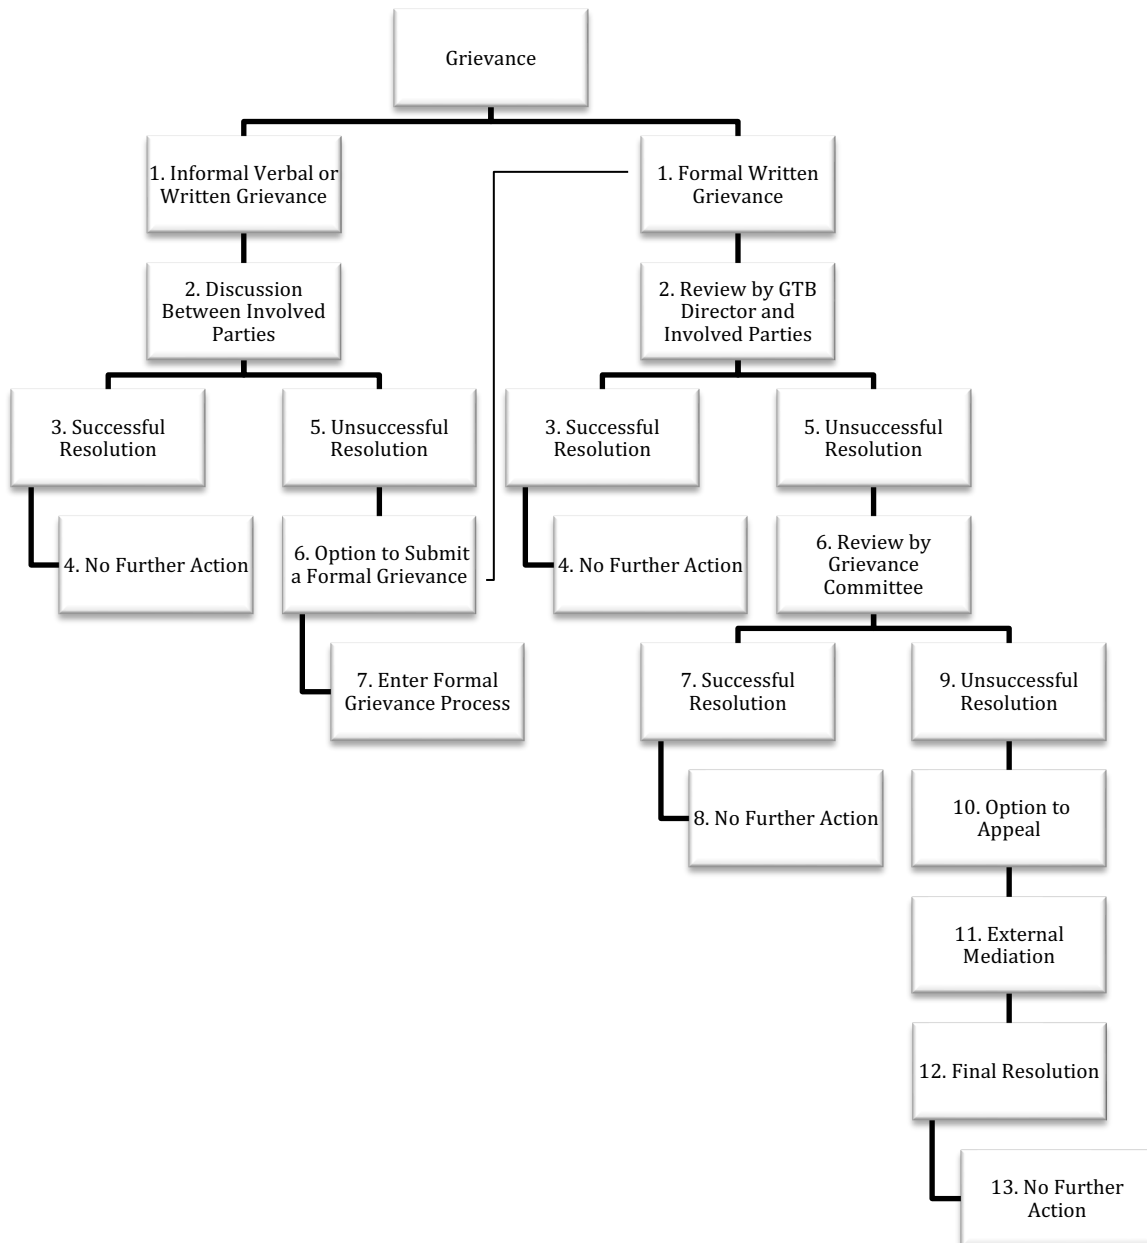 Grievance
1. Informal Verbal or
Written Grievance
1. Formal Written
Grievance
2. Discussion
Between Involved
Parties
2. Review by GTB
Director and
Involved Parties
3. Successful
Resolution
5. Unsuccessful
Resolution
3. Successful
Resolution
5. Unsuccessful
Resolution
4. No Further Action
6. Option to Submit
a Formal Grievance
4. No Further Action
6. Review by
Grievance
Committee
7. Enter Formal
Grievance Process
7. Successful
Resolution
9. Unsuccessful
Resolution
8. No Further Action
10. Option to
Appeal
11. External
Mediation
12. Final Resolution
13. No Further
Action